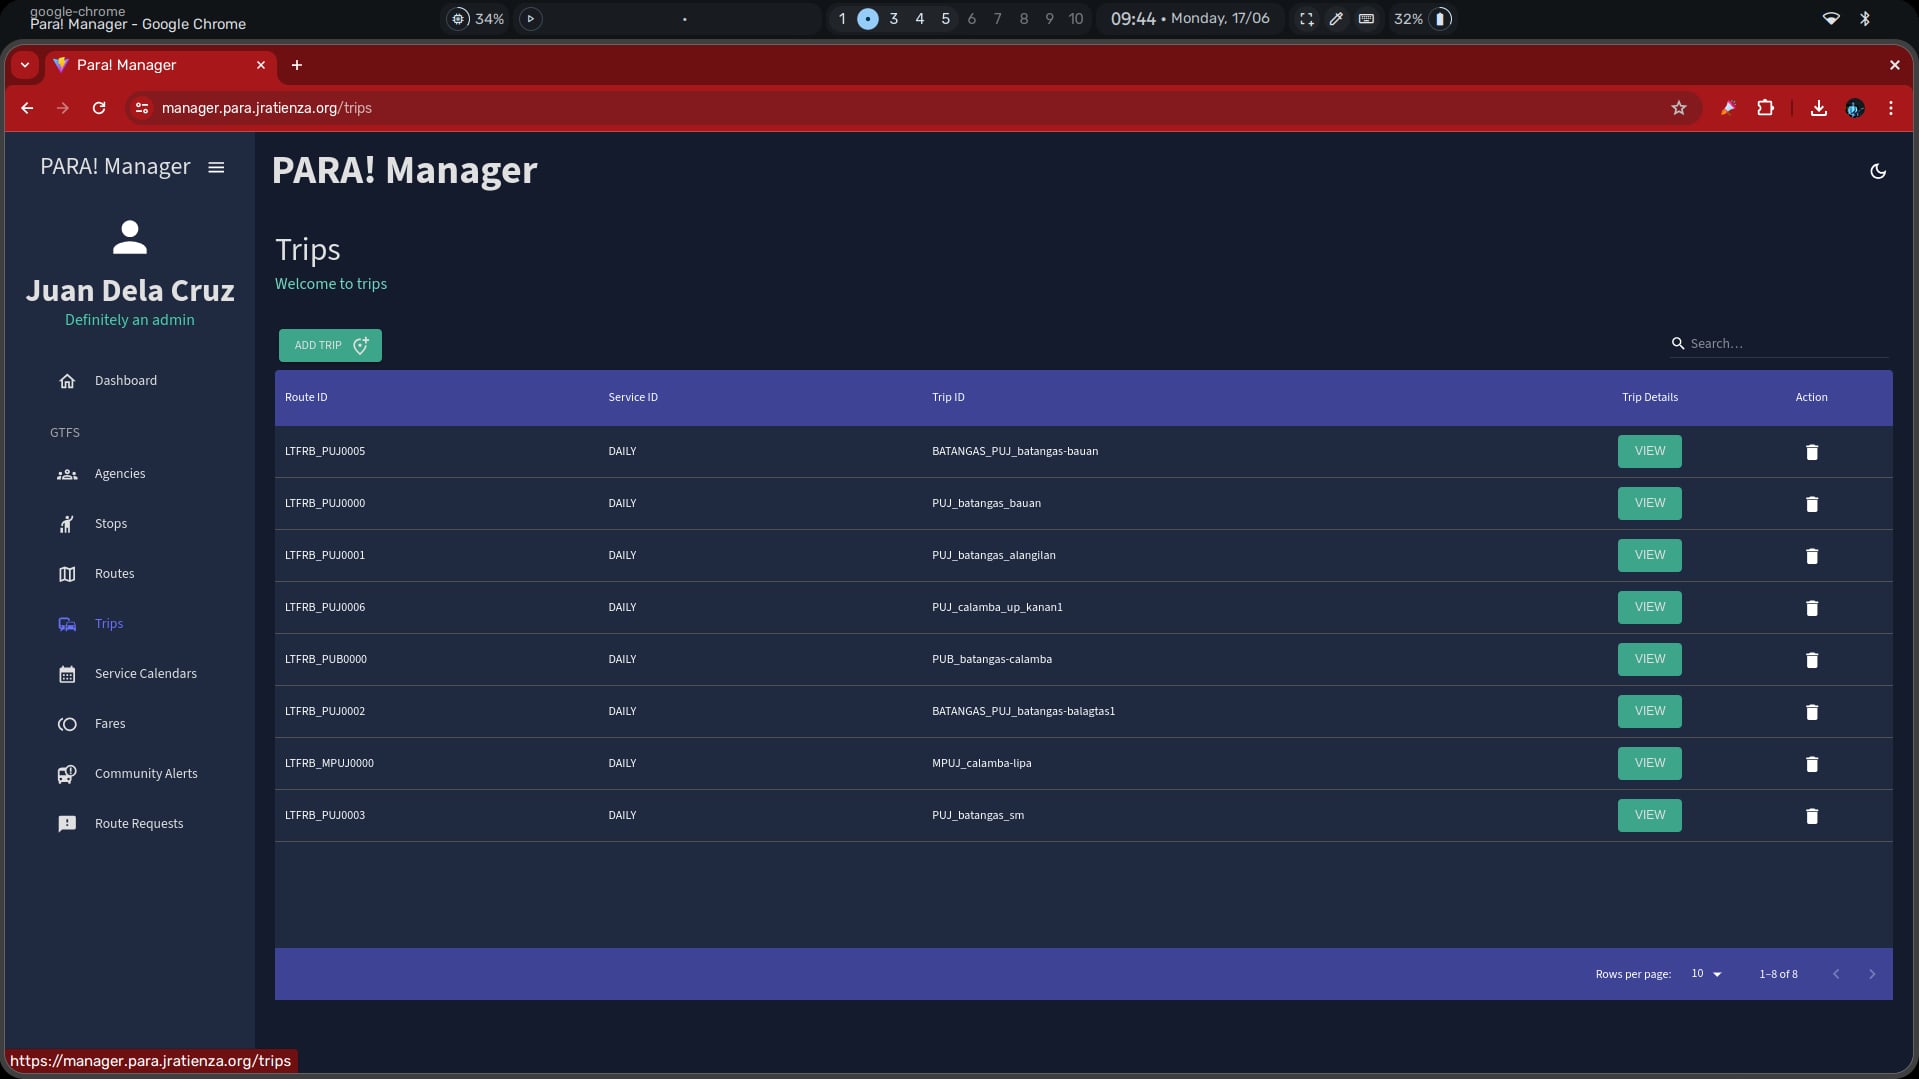 google-chrome
Para! Manager - Google Chrome
34%
1 3 4 5 6 7 8 9 10
09:44 • Monday, 17/06
32%
Para! Manager
manager.para.jratienza.org/trips
PARA! Manager
Juan Dela Cruz
Definitely an admin
Dashboard
GTFS
Agencies
Stops
Routes
Trips
Service Calendars
Fares
Community Alerts
Route Requests
PARA! Manager
Trips
Welcome to trips
ADD TRIP
Search...
Route ID Service ID Trip ID Trip Details Action
LTFRB_PUJ0005 DAILY BATANGAS_PUJ_batangas-bauan VIEW
LTFRB_PUJ0000 DAILY PUJ_batangas_bauan VIEW
LTFRB_PUJ0001 DAILY PUJ_batangas_alangilan VIEW
LTFRB_PUJ0006 DAILY PUJ_calamba_up_kanan1 VIEW
LTFRB_PUB0000 DAILY PUB_batangas-calamba VIEW
LTFRB_PUJ0002 DAILY BATANGAS_PUJ_batangas-balagtas1 VIEW
LTFRB_MPUJ0000 DAILY MPUJ_calamba-lipa VIEW
LTFRB_PUJ0003 DAILY PUJ_batangas_sm VIEW
Rows per page: 10 1–8 of 8
https://manager.para.jratienza.org/trips